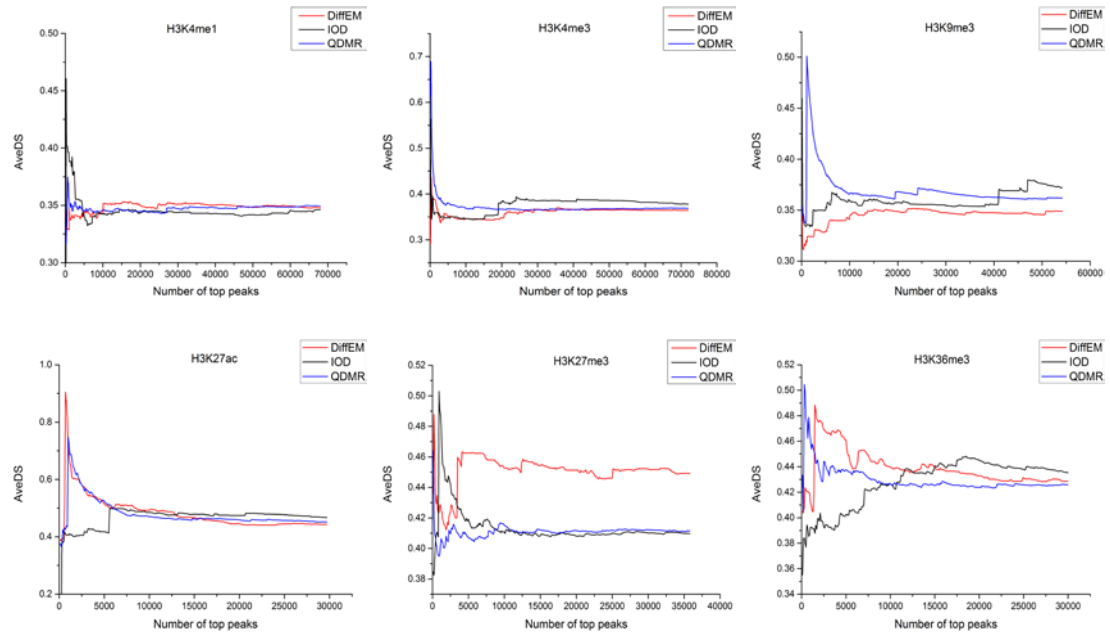 H3K4me1
DiffEM
IOD
QDMR
0.50
0.45
0.40
0.35
0.30
AveDS
0 10000 20000 30000 40000 50000 60000 70000
Number of top peaks
H3K4me3
DiffEM
IOD
QDMR
0.7
0.6
0.5
0.4
0.3
AveDS
0 10000 20000 30000 40000 50000 60000 70000 80000
Number of top peaks
H3K9me3
DiffEM
IOD
QDMR
0.50
0.45
0.40
0.35
0.30
AveDS
0 10000 20000 30000 40000 50000 60000
Number of top peaks
H3K27ac
DiffEM
IOD
QDMR
1.0
0.8
0.6
0.4
0.2
AveDS
0 5000 10000 15000 20000 25000 30000
Number of top peaks
H3K27me3
DiffEM
IOD
QDMR
0.52
0.50
0.48
0.46
0.44
0.42
0.40
0.38
AveDS
0 5000 10000 15000 20000 25000 30000 35000 40000
Number of top peaks
H3K36me3
DiffEM
IOD
QDMR
0.52
0.50
0.48
0.46
0.44
0.42
0.40
0.38
0.36
0.34
AveDS
0 5000 10000 15000 20000 25000 30000
Number of top peaks